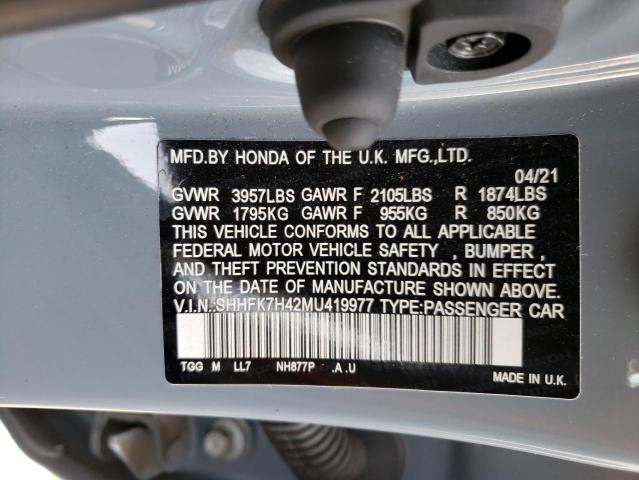 MFD.BY HONDA OF THE U.K. MFG.,LTD.
04/21
GVWR 3957LBS GAWR F 2105LBS R 1874LBS
GVWR 1795KG GAWR F 955KG R 850KG
THIS VEHICLE CONFORMS TO ALL APPLICABLE
FEDERAL MOTOR VEHICLE SAFETY , BUMPER ,
AND THEFT PREVENTION STANDARDS IN EFFECT
ON THE DATE OF MANUFACTURE SHOWN ABOVE.
V.I.N.:SHHFK7H42MU419977 TYPE:PASSENGER CAR
TGG M LL7 NH877P .A .U
MADE IN U.K.